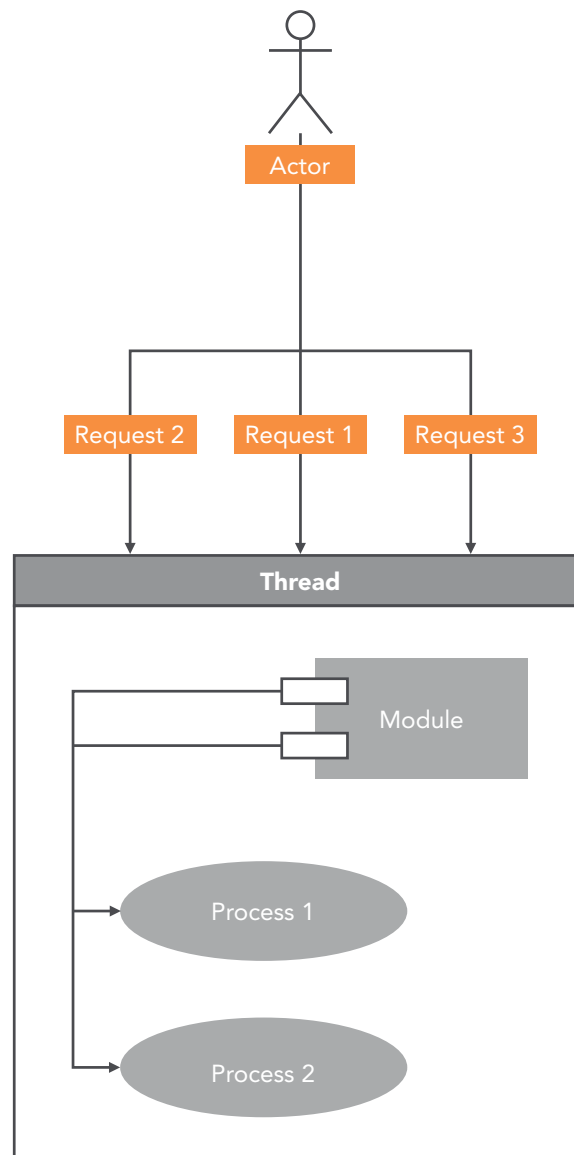 Actor
Request 2
Request 1
Request 3
Thread
Module
Process 1
Process 2